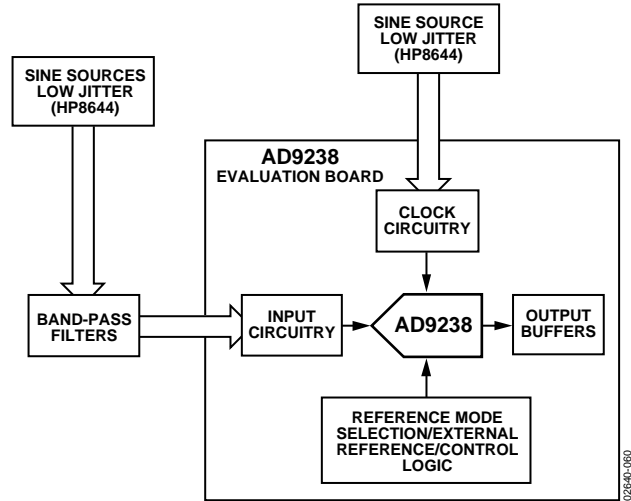 SINE SOURCE
LOW JITTER
(HP8644)
SINE SOURCES
LOW JITTER
(HP8644)
AD9238
EVALUATION BOARD
CLOCK
CIRCUITRY
BAND-PASS
FILTERS
INPUT
CIRCUITRY
AD9238
OUTPUT
BUFFERS
REFERENCE MODE
SELECTION/EXTERNAL
REFERENCE/CONTROL
LOGIC
02640-060